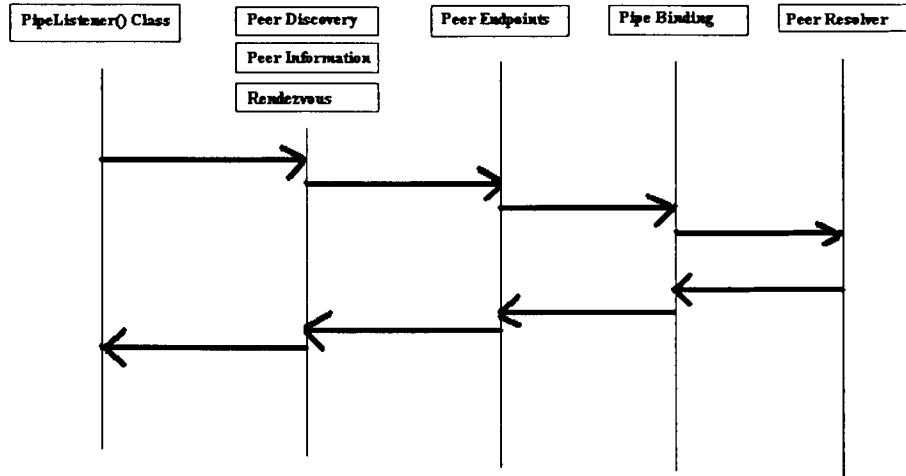 PipeListener() Class
Peer Discovery
Peer Information
Rendezvous
Peer Endpoints
Pipe Binding
Peer Resolver